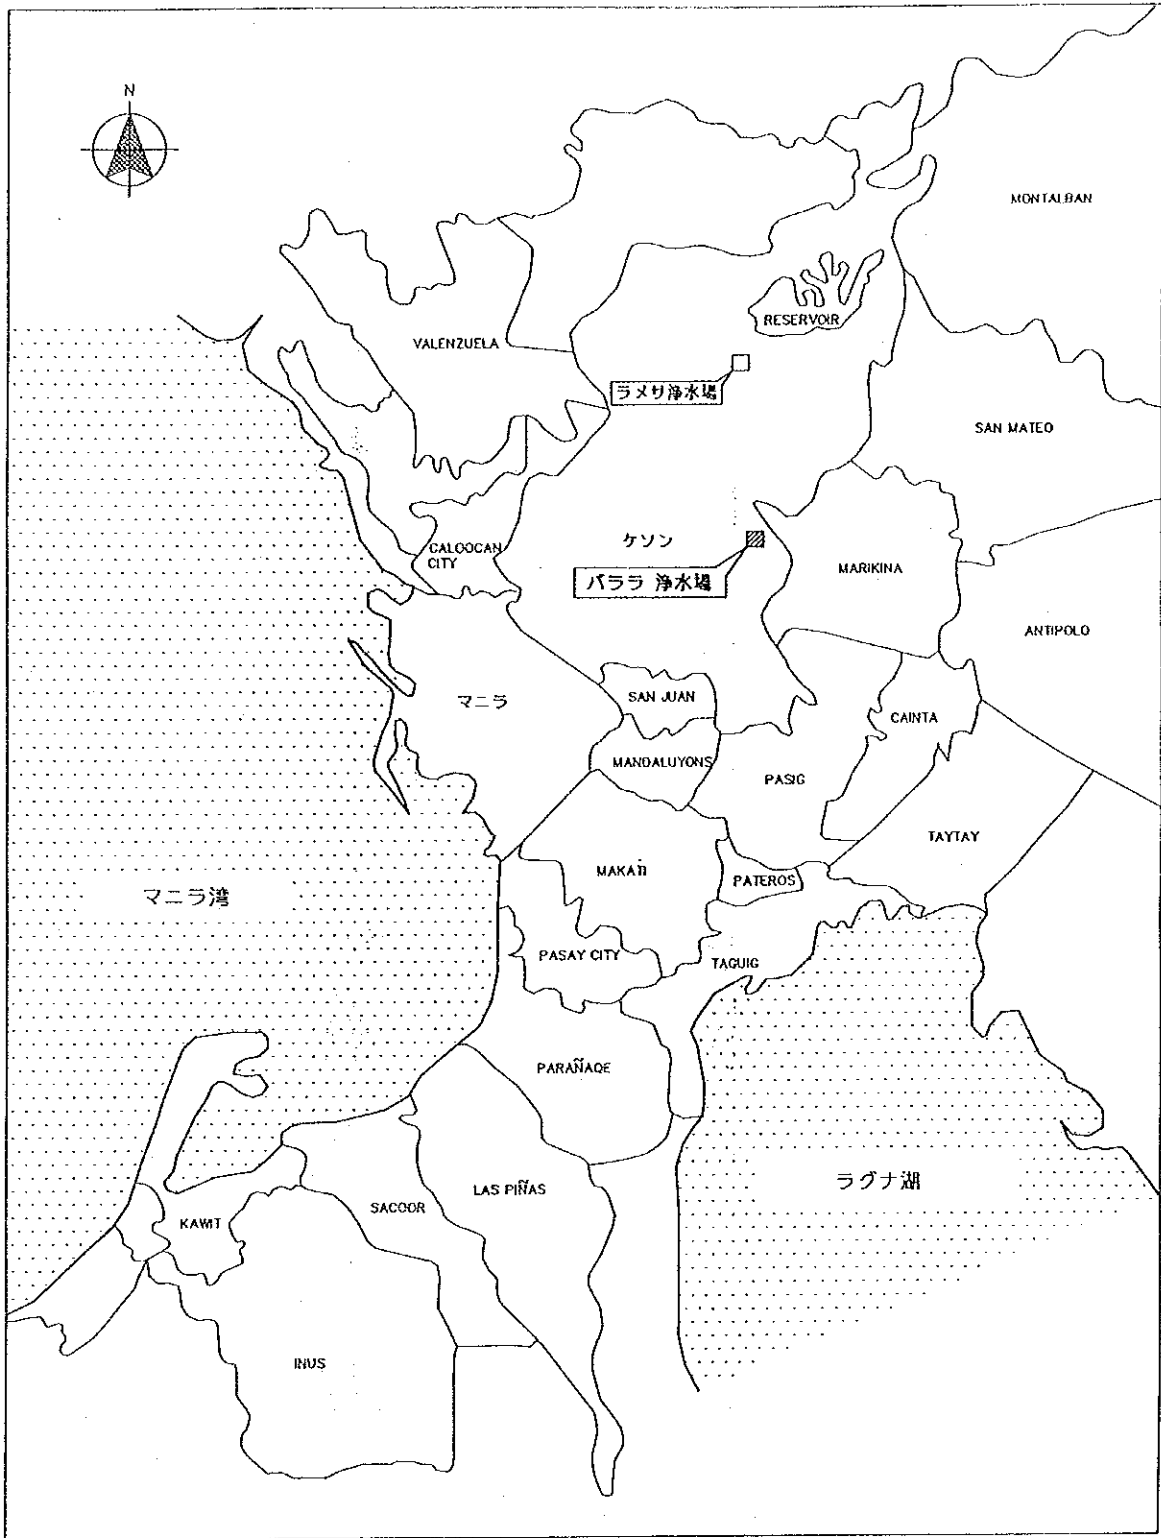 N
MONTALBAN
RESERVOIR
VALENZUELA
ラメサ浄水場
SAN MATEO
ケソン
CALOOCAN
CITY
バララ 浄水場
MARIKINA
ANTIPOLO
SAN JUAN
マニラ
CAINTA
MANDALUYONS
PASIG
TAYTAY
MAKATI
PATEROS
マニラ湾
PASAY CITY
TAGUIG
PARAÑAQE
ラグナ湖
LAS PIÑAS
SACOOR
KAWIT
INUS